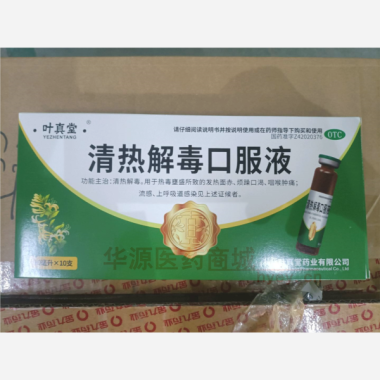 叶真堂
YEZHENTANG
请仔细阅读说明书并按说明使用或在药师指导下购买和使用
国药准字Z42020376
OTC
清热解毒口服液
功能主治:清热解毒。用于热毒壅盛所致的发热面赤、烦躁口渴、咽喉肿痛;
流感、上呼吸道感染见上述证候者。
华源医药商城
毫升×10支
药业有限公司
Pharmaceutical Co., Ltd.